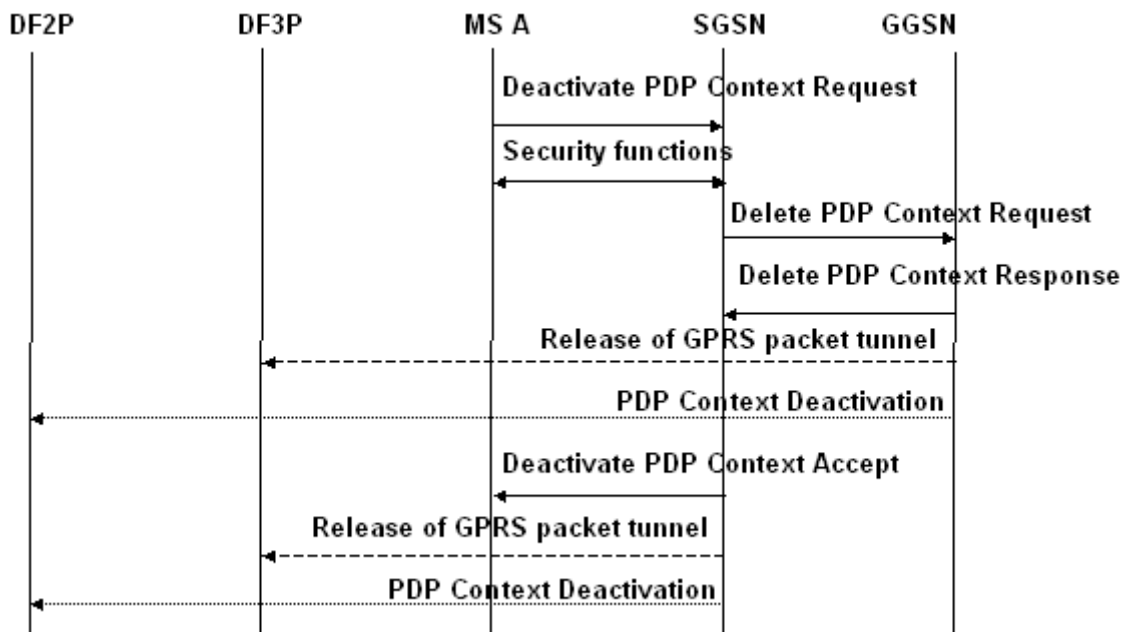 DF2P DF3P MS A SGSN GGSN
Deactivate PDP Context Request
Security functions
Delete PDP Context Request
Delete PDP Context Response
Release of GPRS packet tunnel
PDP Context Deactivation
Deactivate PDP Context Accept
Release of GPRS packet tunnel
PDP Context Deactivation